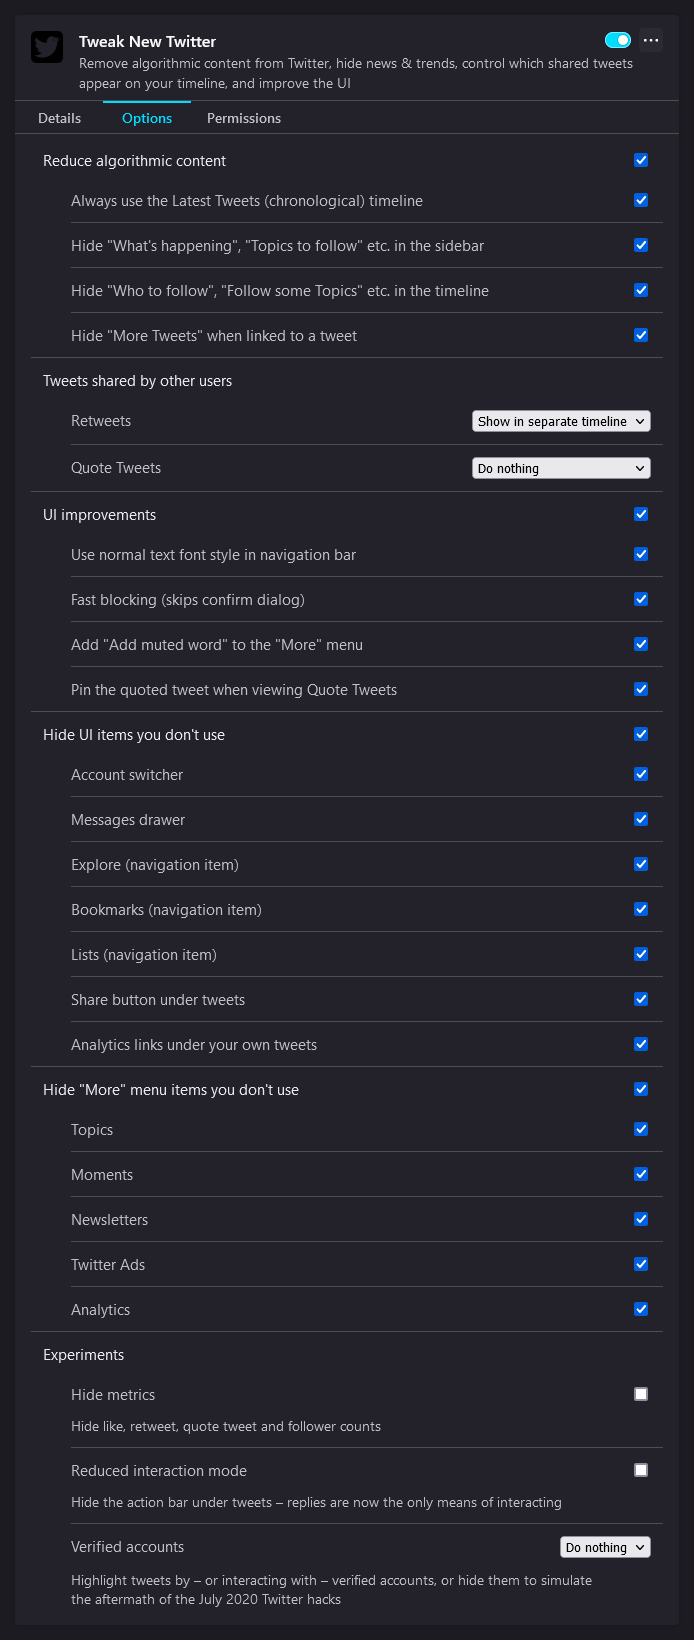 Tweak New Twitter
Remove algorithmic content from Twitter, hide news & trends, control which shared tweets
appear on your timeline, and improve the UI
Details Options Permissions
Reduce algorithmic content
Always use the Latest Tweets (chronological) timeline
Hide "What's happening", "Topics to follow" etc. in the sidebar
Hide "Who to follow", "Follow some Topics" etc. in the timeline
Hide "More Tweets" when linked to a tweet
Tweets shared by other users
Retweets Show in separate timeline
Quote Tweets Do nothing
UI improvements
Use normal text font style in navigation bar
Fast blocking (skips confirm dialog)
Add "Add muted word" to the "More" menu
Pin the quoted tweet when viewing Quote Tweets
Hide UI items you don't use
Account switcher
Messages drawer
Explore (navigation item)
Bookmarks (navigation item)
Lists (navigation item)
Share button under tweets
Analytics links under your own tweets
Hide "More" menu items you don't use
Topics
Moments
Newsletters
Twitter Ads
Analytics
Experiments
Hide metrics
Hide like, retweet, quote tweet and follower counts
Reduced interaction mode
Hide the action bar under tweets – replies are now the only means of interacting
Verified accounts Do nothing
Highlight tweets by – or interacting with – verified accounts, or hide them to simulate
the aftermath of the July 2020 Twitter hacks